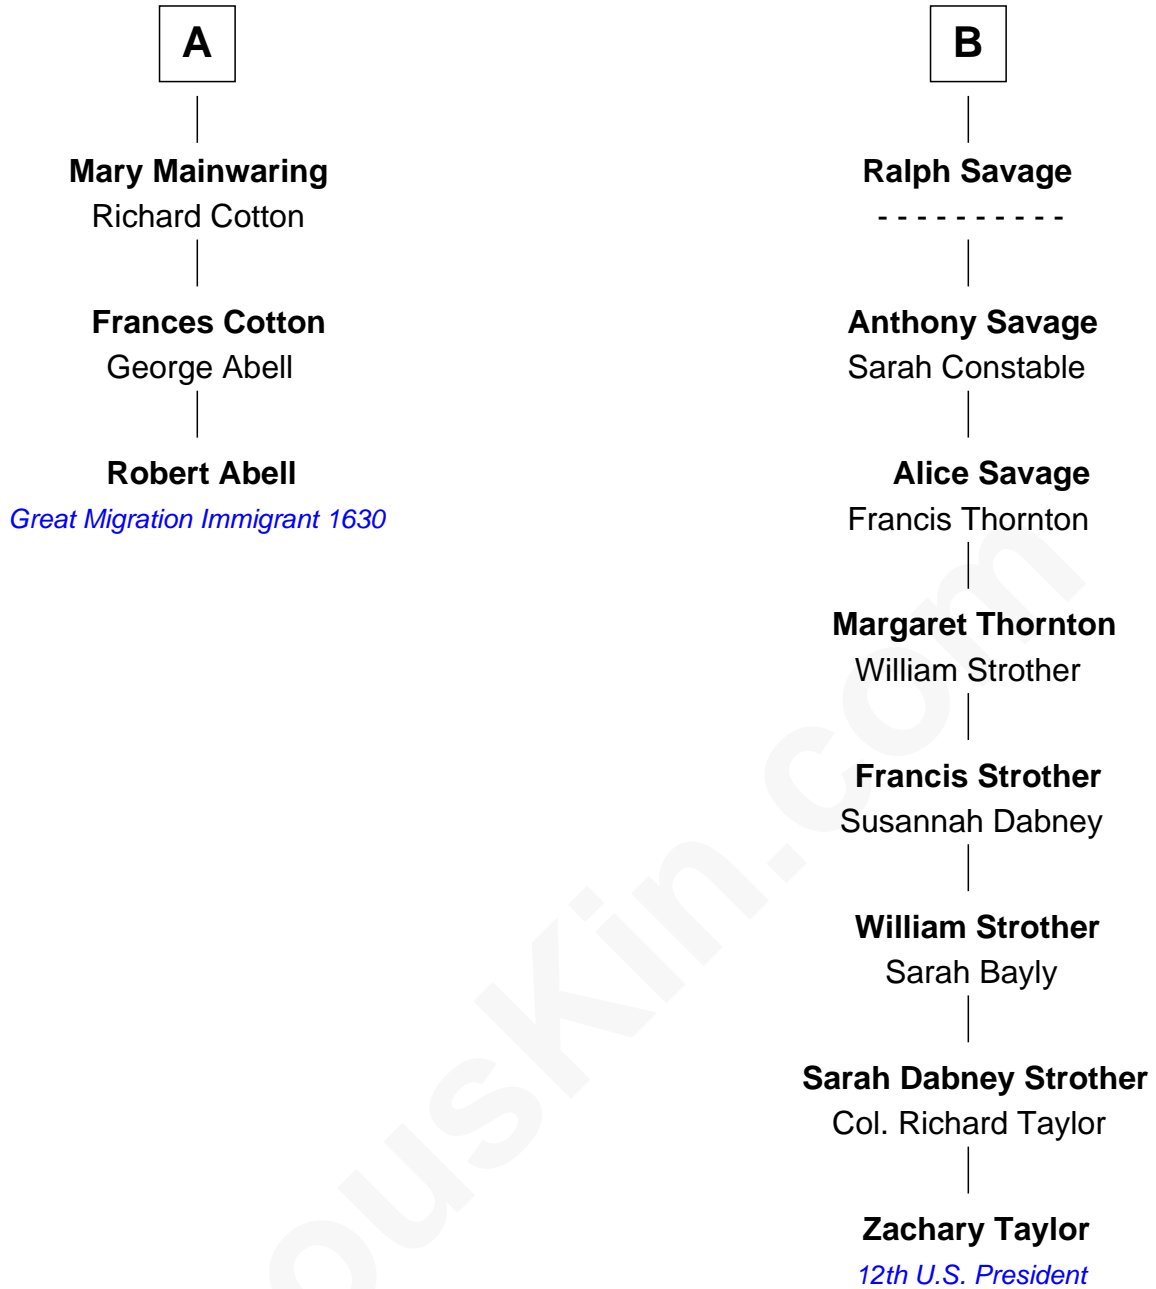 A
Mary Mainwaring
Richard Cotton
Frances Cotton
George Abell
Robert Abell
Great Migration Immigrant 1630
B
Ralph Savage
- - - - - - - - - -
Anthony Savage
Sarah Constable
Alice Savage
Francis Thornton
Margaret Thornton
William Strother
Francis Strother
Susannah Dabney
William Strother
Sarah Bayly
Sarah Dabney Strother
Col. Richard Taylor
Zachary Taylor
12th U.S. President
ousKin.com